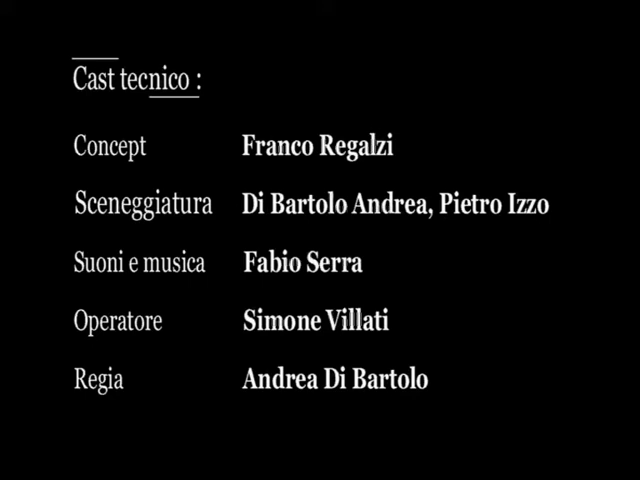 Cast tecnico :
Concept Franco Regalzi
Sceneggiatura Di Bartolo Andrea, Pietro Izzo
Suoni e musica Fabio Serra
Operatore Simone Villati
Regia Andrea Di Bartolo